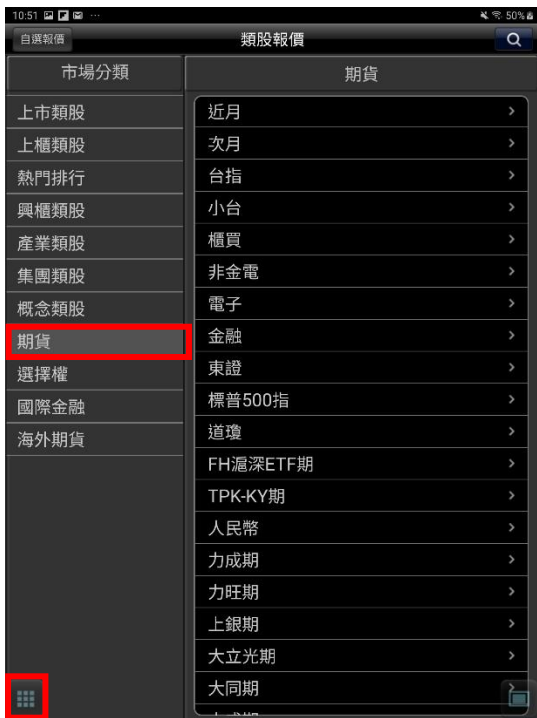 10:51 ... 50%
自選報價 類股報價
市場分類
期貨
上市類股
上櫃類股
熱門排行
興櫃類股
產業類股
集團類股
概念類股
期貨
選擇權
國際金融
海外期貨
近月
次月
台指
小台
櫃買
非金電
電子
金融
東證
標普500指
道瓊
FH滬深ETF期
TPK-KY期
人民幣
力成期
力旺期
上銀期
大立光期
大同期